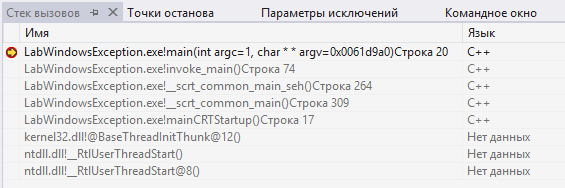 Стек вызовов Точки останова Параметры исключений Командное окно
Имя Язык
LabWindowsException.exe!main(int argc=1, char * * argv=0x0061d9a0)Строка 20 C++
LabWindowsException.exe!invoke_main()Строка 74 C++
LabWindowsException.exe!__scrt_common_main_seh()Строка 264 C++
LabWindowsException.exe!__scrt_common_main()Строка 309 C++
LabWindowsException.exe!mainCRTStartup()Строка 17 C++
kernel32.dll!@BaseThreadInitThunk@12() Нет данных
ntdll.dll!__RtlUserThreadStart() Нет данных
ntdll.dll!__RtlUserThreadStart@8() Нет данных